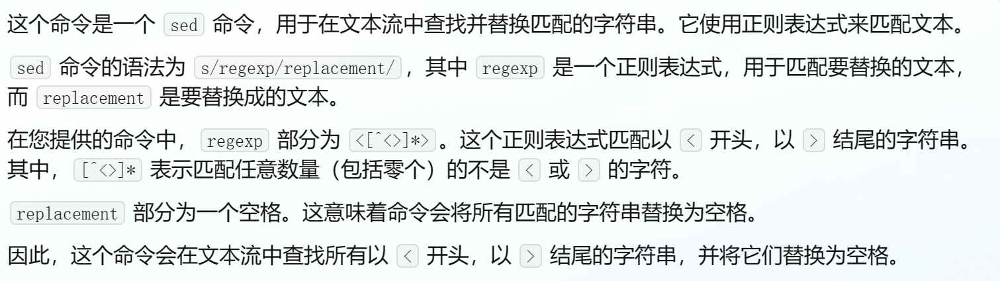 这个命令是一个 sed 命令，用于在文本流中查找并替换匹配的字符串。它使用正则表达式来匹配文本。
sed 命令的语法为 s/regexp/replacement/，其中 regexp 是一个正则表达式，用于匹配要替换的文本，
而 replacement 是要替换成的文本。
在您提供的命令中， regexp 部分为 <[^<>]*>。这个正则表达式匹配以 < 开头，以 > 结尾的字符串。
其中， [^<>]* 表示匹配任意数量（包括零个）的不是 < 或 > 的字符。
replacement 部分为一个空格。这意味着命令会将所有匹配的字符串替换为空格。
因此，这个命令会在文本流中查找所有以 < 开头，以 > 结尾的字符串，并将它们替换为空格。